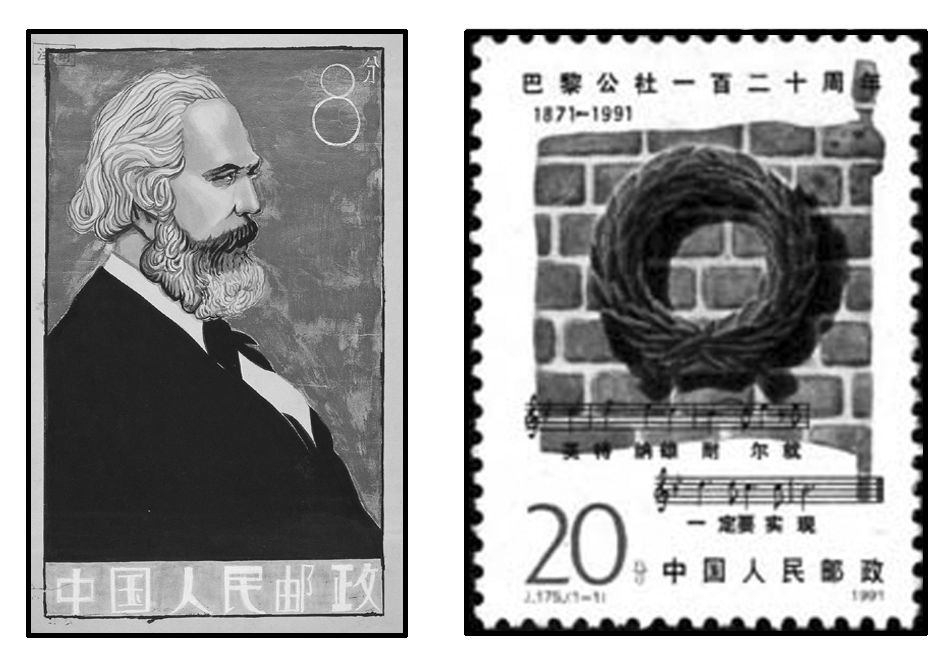 8分
中国人民邮政
巴黎公社一百二十周年
1871-1991
英特纳雄耐尔就
一定要实现
20分
中国人民邮政
J.175.(1-1)
1991